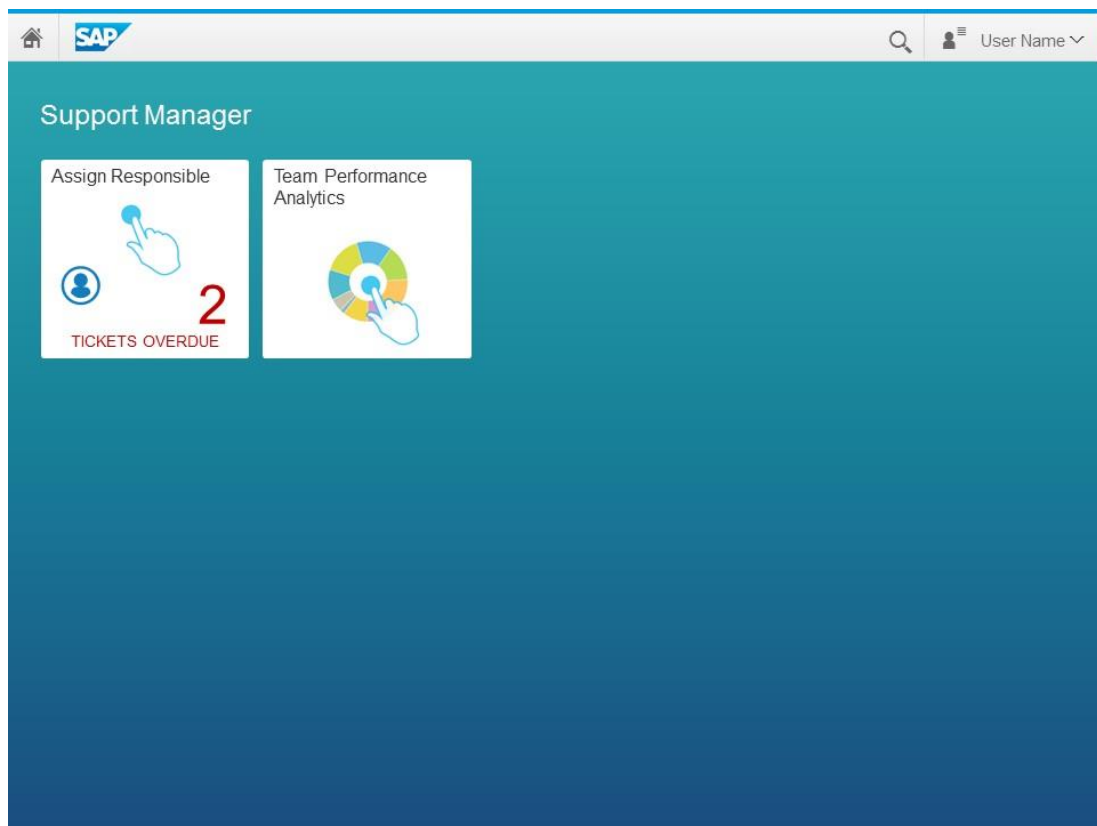 SAP
User Name
Support Manager
Assign Responsible
2
TICKETS OVERDUE
Team Performance
Analytics